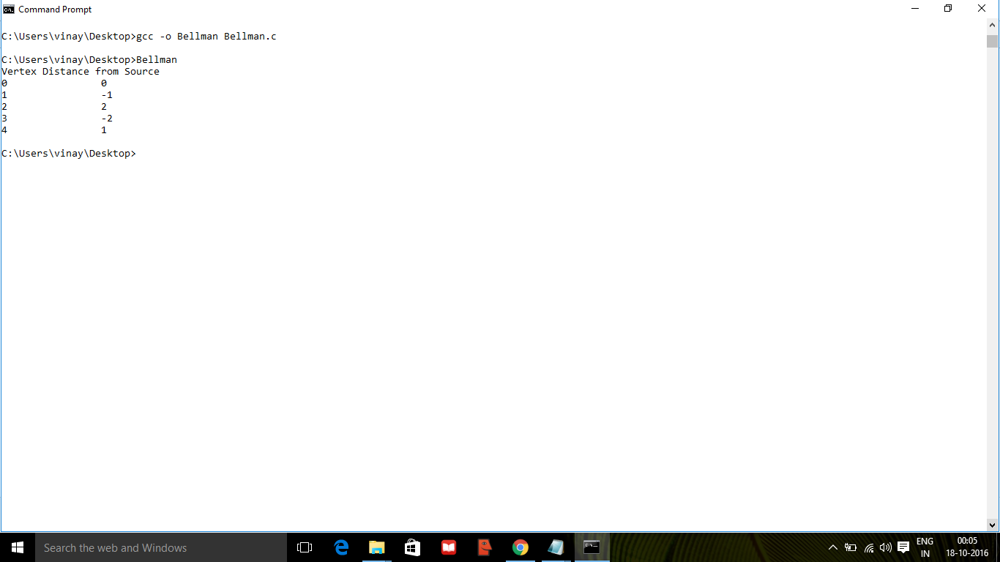 Command Prompt
C:\Users\vinay\Desktop>gcc -o Bellman Bellman.c
C:\Users\vinay\Desktop>Bellman
Vertex Distance from Source
0 0
1 -1
2 2
3 -2
4 1
C:\Users\vinay\Desktop>
Search the web and Windows
ENG
IN
00:05
18-10-2016